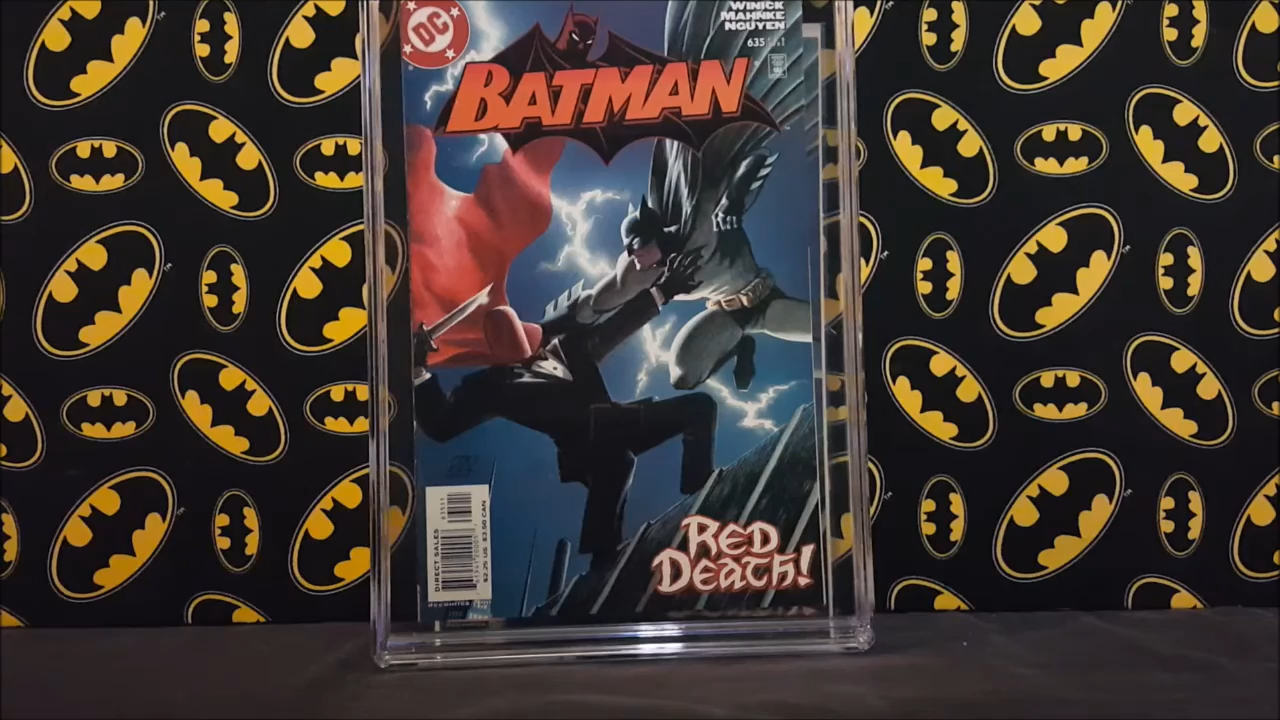 DC
WINICK
MAHNKE
NGUYEN
635
BATMAN
DIRECT SALES
$2.25 US $3.50 CAN
RED
DEATH!